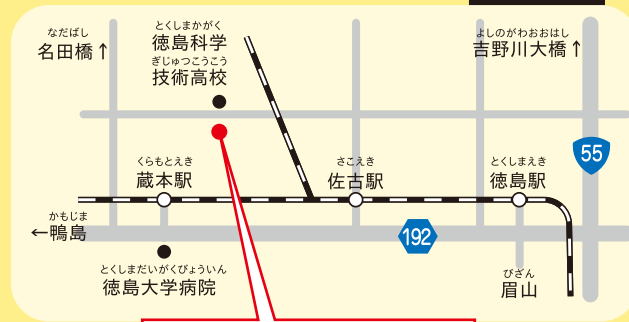 なだばし
名田橋↑
とくしまかがく
徳島科学
ぎじゅつこうこう
技術高校
よしのがわおおはし
吉野川大橋↑
55
くらもとえき
蔵本駅
さこえき
佐古駅
とくしまえき
徳島駅
かもじま
←鴨島
192
とくしまだいがくびょういん
徳島大学病院
びざん
眉山